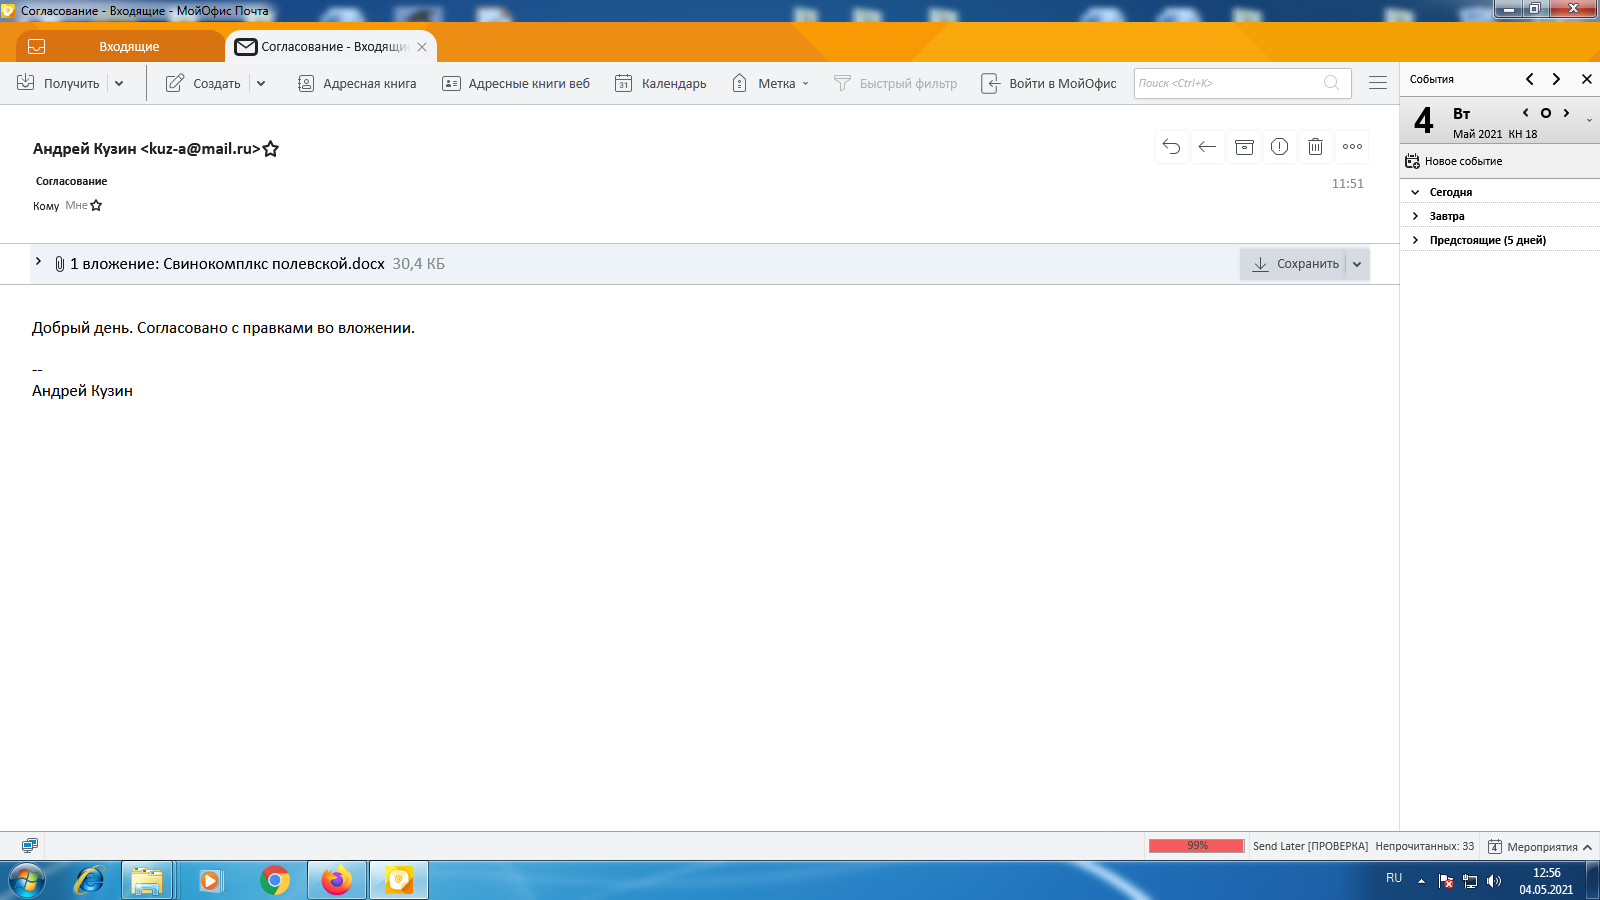 Согласование - Входящие - МойОфис Почта
Входящие
Согласование - Входящи
Получить
Создать
Адресная книга
Адресные книги веб
31
Календарь
Метка
Быстрый фильтр
Войти в МойОфис
Поиск <Ctrl+K>
События
4
Вт
Май 2021 КН 18
Новое событие
Сегодня
Завтра
Предстоящие (5 дней)
Андрей Кузин <kuz-a@mail.ru>
Согласование
11:51
Кому Мне
1 вложение: Свинокомплкс полевской.docx 30,4 КБ
Сохранить
Добрый день. Согласовано с правками во вложении.
--
Андрей Кузин
99%
Send Later [ПРОВЕРКА]
Непрочитанных: 33
4
Мероприятия
RU
12:56
04.05.2021